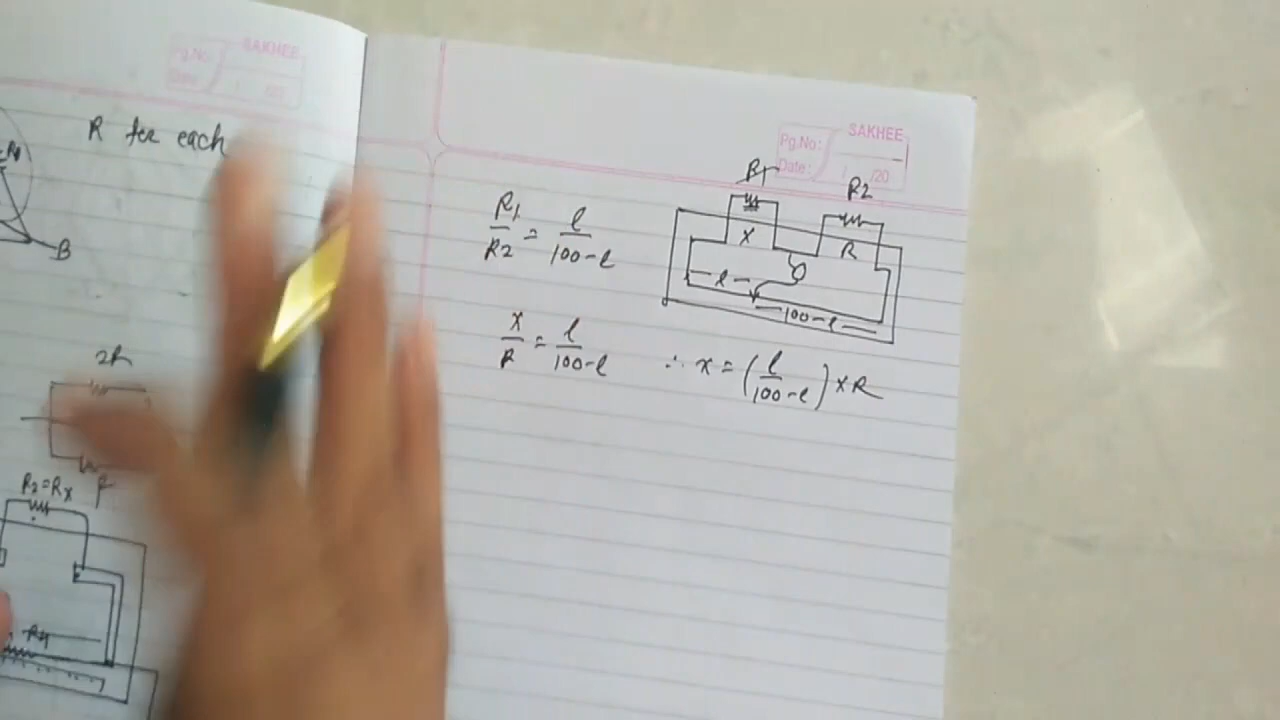 Pg.No:
SAKHEE
Date: / /20
R for each
B
2R
R
R2=Rx
R4
Pg.No:
SAKHEE
Date: / /20
R1/R2 = l/100-l
R1
R2
X
R
l
100-l
x/R = l/100-l ∴ x = (l/100-l) x R